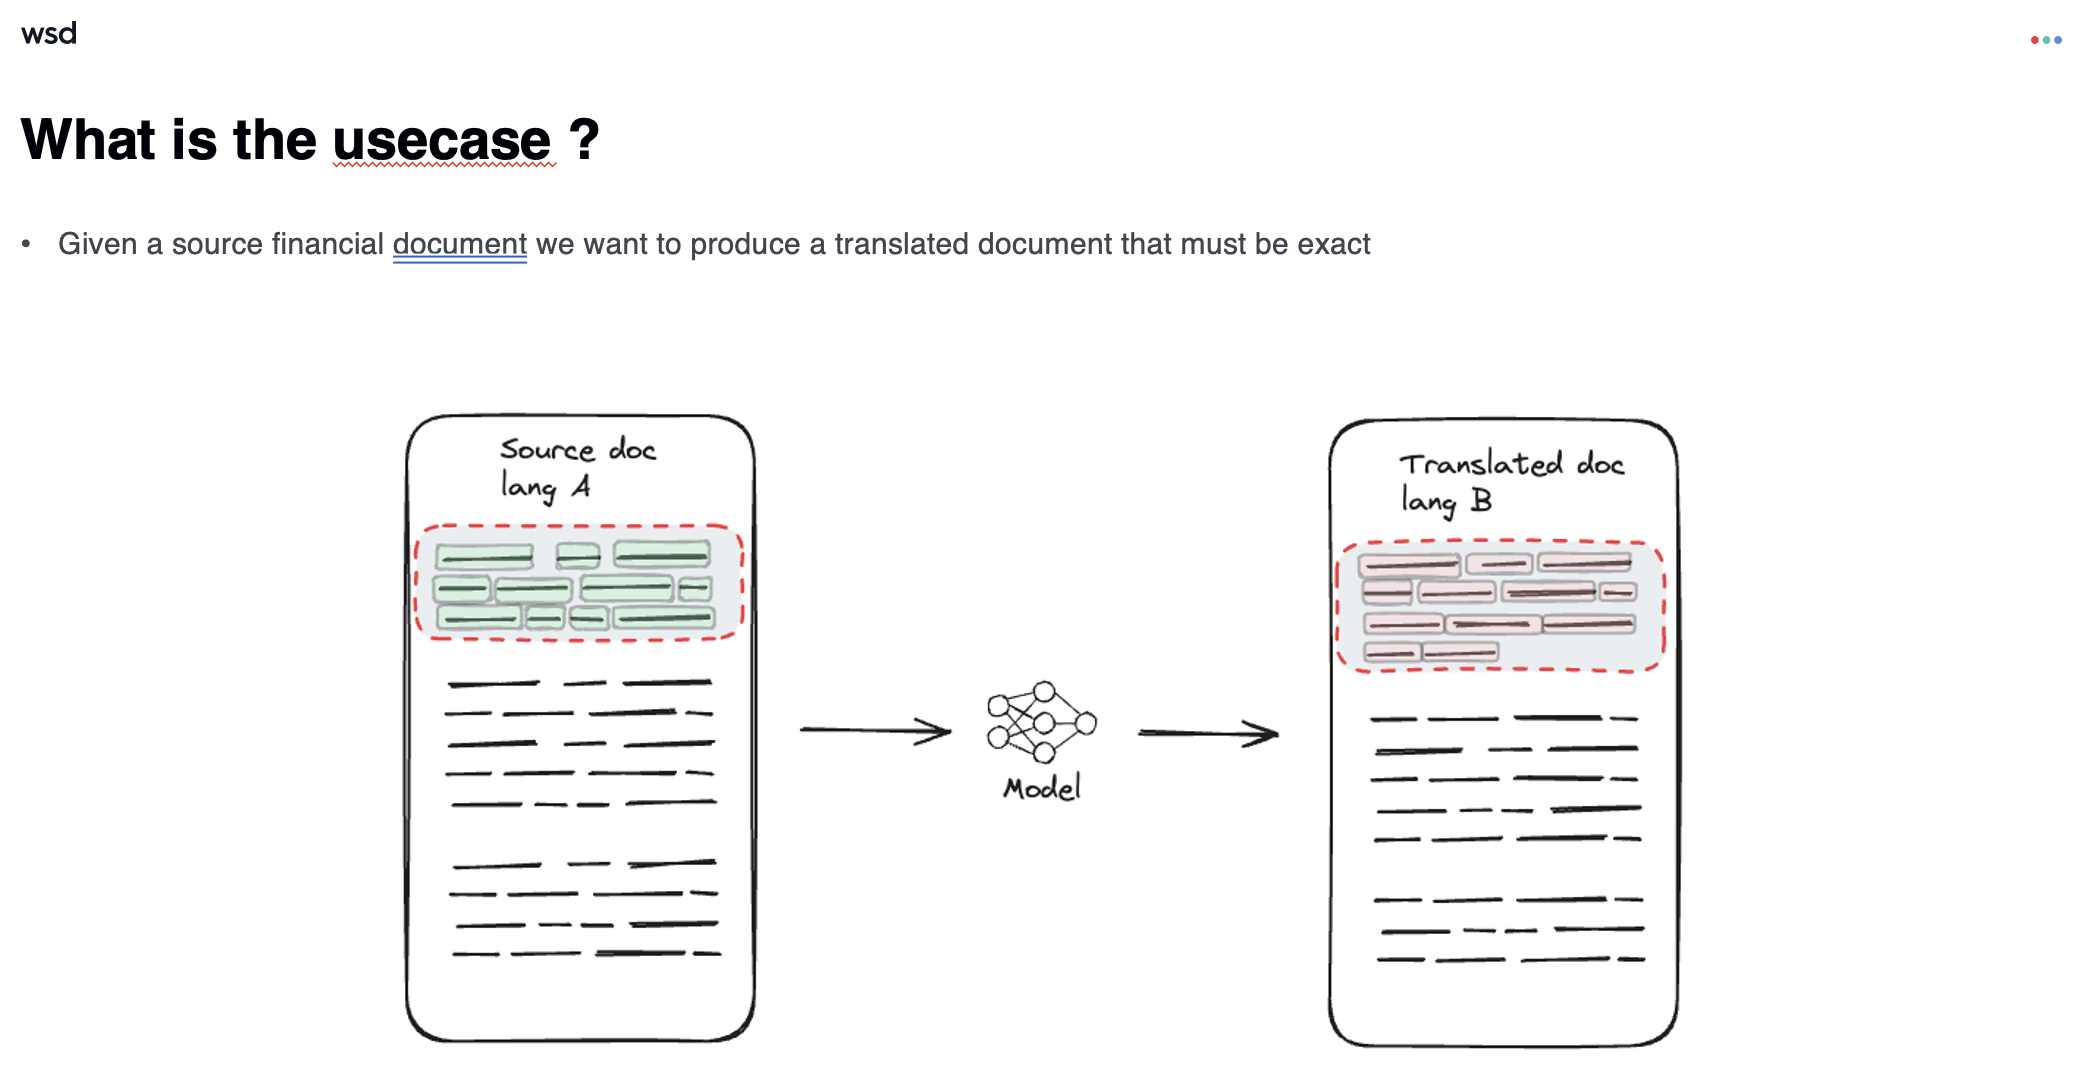 wsd
What is the usecase ?
• Given a source financial document we want to produce a translated document that must be exact
Source doc
lang A
Translated doc
lang B
Model